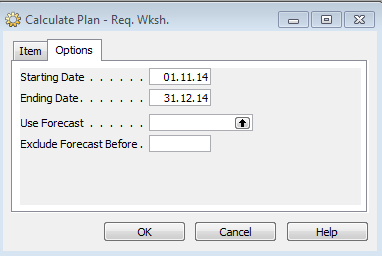 Calculate Plan - Req. Wksh.
Item Options
Starting Date . . . . . . 01.11.14
Ending Date. . . . . . . 31.12.14
Use Forecast . . . . . .
Exclude Forecast Before .
OK Cancel Help